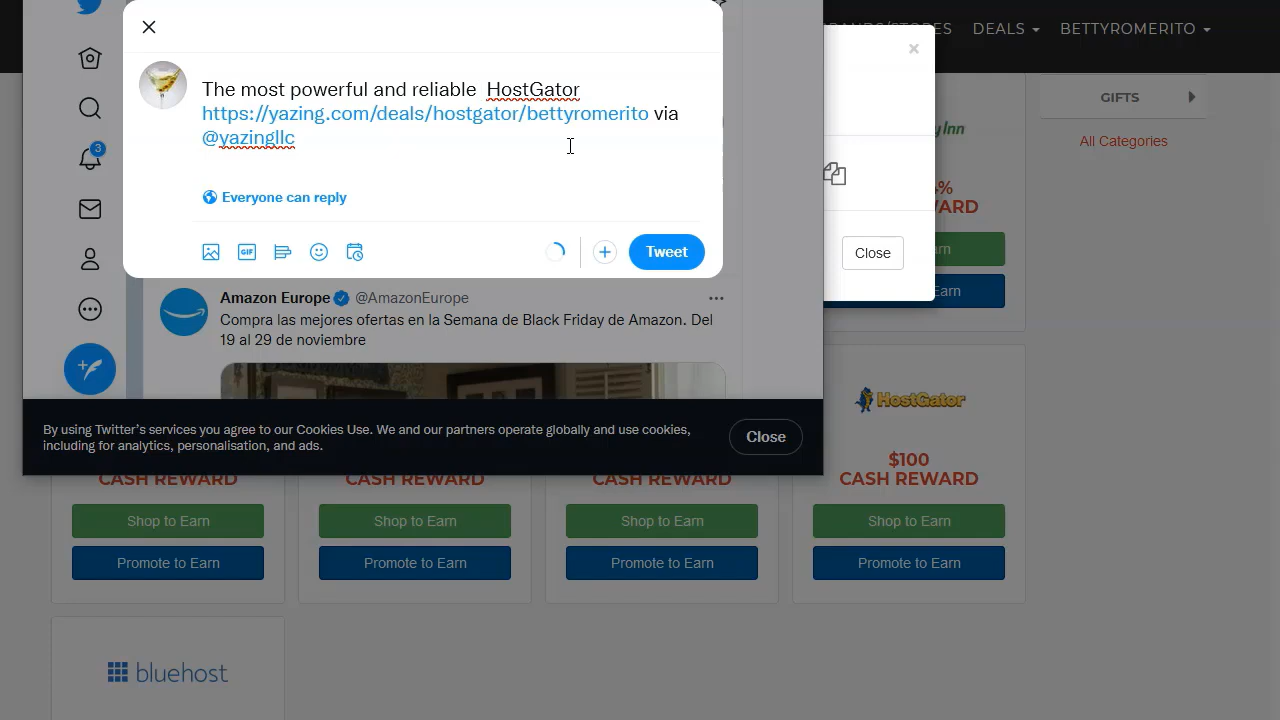 BRANDS/STORES
DEALS
BETTYROMERITO
The most powerful and reliable  HostGator
https://yazing.com/deals/hostgator/bettyromerito via
@yazingllc
Everyone can reply
GIF
Tweet
3
Close
GIFTS
All Categories
Inn
%
WARD
Earn
Amazon Europe @AmazonEurope
Compra las mejores ofertas en la Semana de Black Friday de Amazon. Del
19 al 29 de noviembre
By using Twitter's services you agree to our Cookies Use. We and our partners operate globally and use cookies,
including for analytics, personalisation, and ads.
Close
HostGator
$100
CASH REWARD
CASH REWARD
CASH REWARD
CASH REWARD
Shop to Earn
Shop to Earn
Shop to Earn
Shop to Earn
Promote to Earn
Promote to Earn
Promote to Earn
Promote to Earn
bluehost